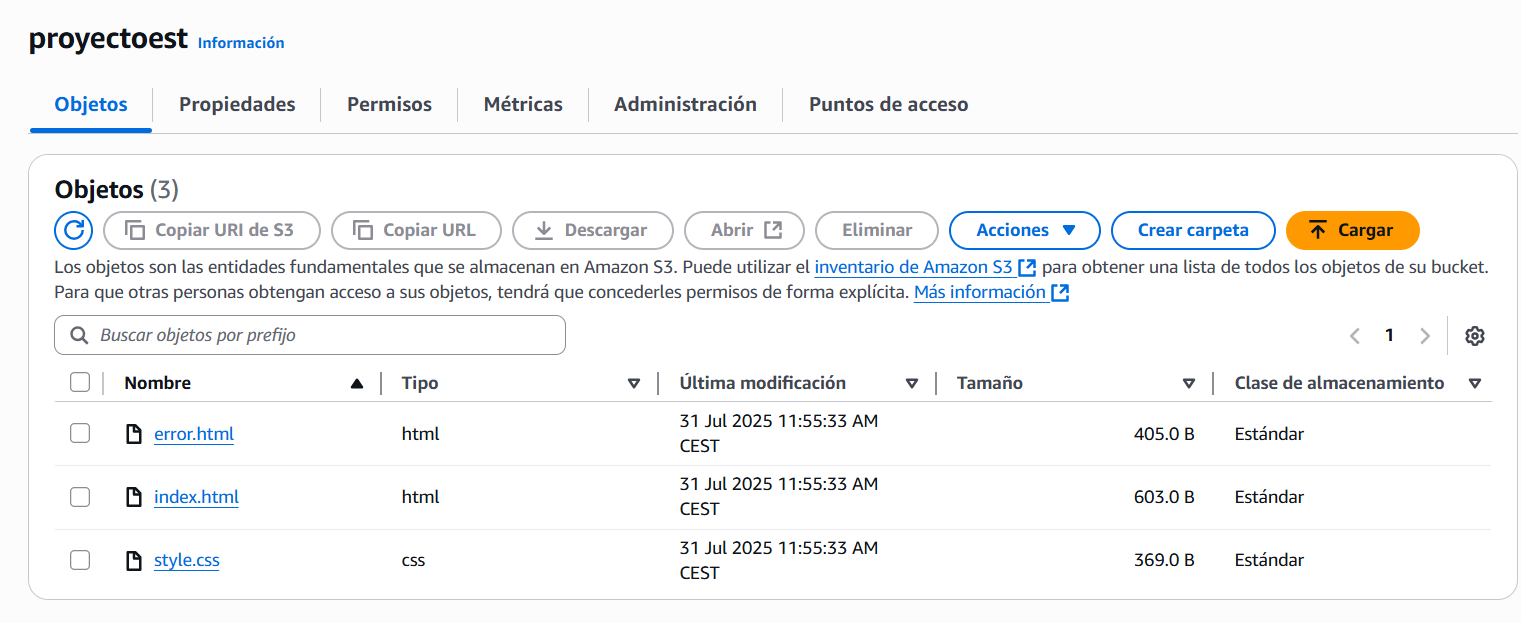 proyectoest Información
Objetos Propiedades Permisos Métricas Administración Puntos de acceso
Objetos (3)
Copiar URI de S3 Copiar URL Descargar Abrir Eliminar Acciones Crear carpeta Cargar
Los objetos son las entidades fundamentales que se almacenan en Amazon S3. Puede utilizar el inventario de Amazon S3 para obtener una lista de todos los objetos de su bucket.
Para que otras personas obtengan acceso a sus objetos, tendrá que concederles permisos de forma explícita. Más información
Buscar objetos por prefijo 1
Nombre Tipo Última modificación Tamaño Clase de almacenamiento
error.html html 31 Jul 2025 11:55:33 AM CEST 405.0 B Estándar
index.html html 31 Jul 2025 11:55:33 AM CEST 603.0 B Estándar
style.css css 31 Jul 2025 11:55:33 AM CEST 369.0 B Estándar